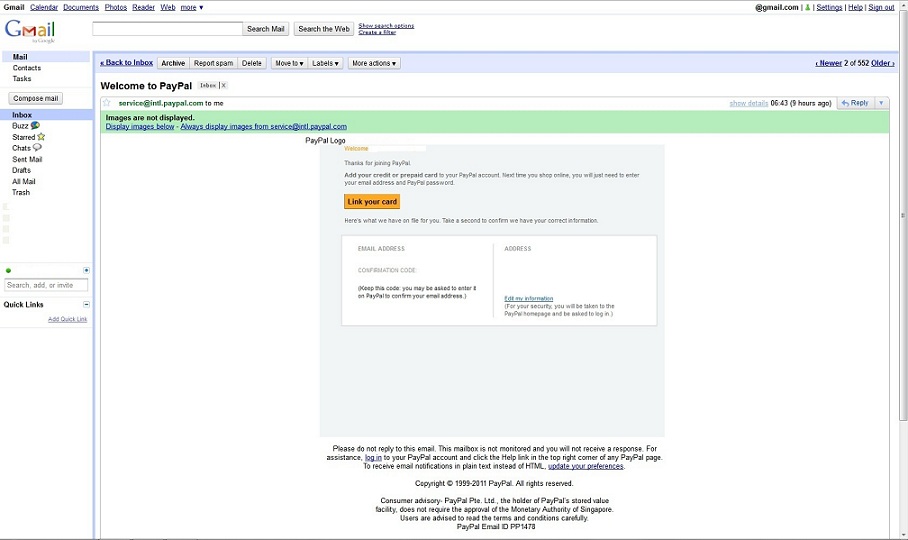 Gmail Calendar Documents Photos Reader Web more ▼
@gmail.com | Settings | Help | Sign out
Gmail
by Google
Search Mail Search the Web Show search options
Create a filter
Mail
Contacts
Tasks
Compose mail
Inbox
Buzz
Starred
Chats
Sent Mail
Drafts
All Mail
Trash
Search, add, or invite
Quick Links
Add Quick Link
« Back to Inbox Archive Report spam Delete Move to ▼ Labels ▼ More actions ▼ ‹ Newer 2 of 552 Older ›
Welcome to PayPal Inbox X
service@intl.paypal.com to me show details 06:43 (9 hours ago) Reply ▼
Images are not displayed.
Display images below - Always display images from service@intl.paypal.com
PayPal Logo
Welcome
Thanks for joining PayPal.
Add your credit or prepaid card to your PayPal account. Next time you shop online, you will just need to enter
your email address and PayPal password.
Link your card
Here's what we have on file for you. Take a second to confirm we have your correct information.
EMAIL ADDRESS
CONFIRMATION CODE:
(Keep this code: you may be asked to enter it
on PayPal to confirm your email address.)
ADDRESS
Edit my information
(For your security, you will be taken to the
PayPal homepage and be asked to log in.)
Please do not reply to this email. This mailbox is not monitored and you will not receive a response. For
assistance, log in to your PayPal account and click the Help link in the top right corner of any PayPal page.
To receive email notifications in plain text instead of HTML, update your preferences.
Copyright © 1999-2011 PayPal. All rights reserved.
Consumer advisory- PayPal Pte. Ltd., the holder of PayPal's stored value
facility, does not require the approval of the Monetary Authority of Singapore.
Users are advised to read the terms and conditions carefully.
PayPal Email ID PP1478